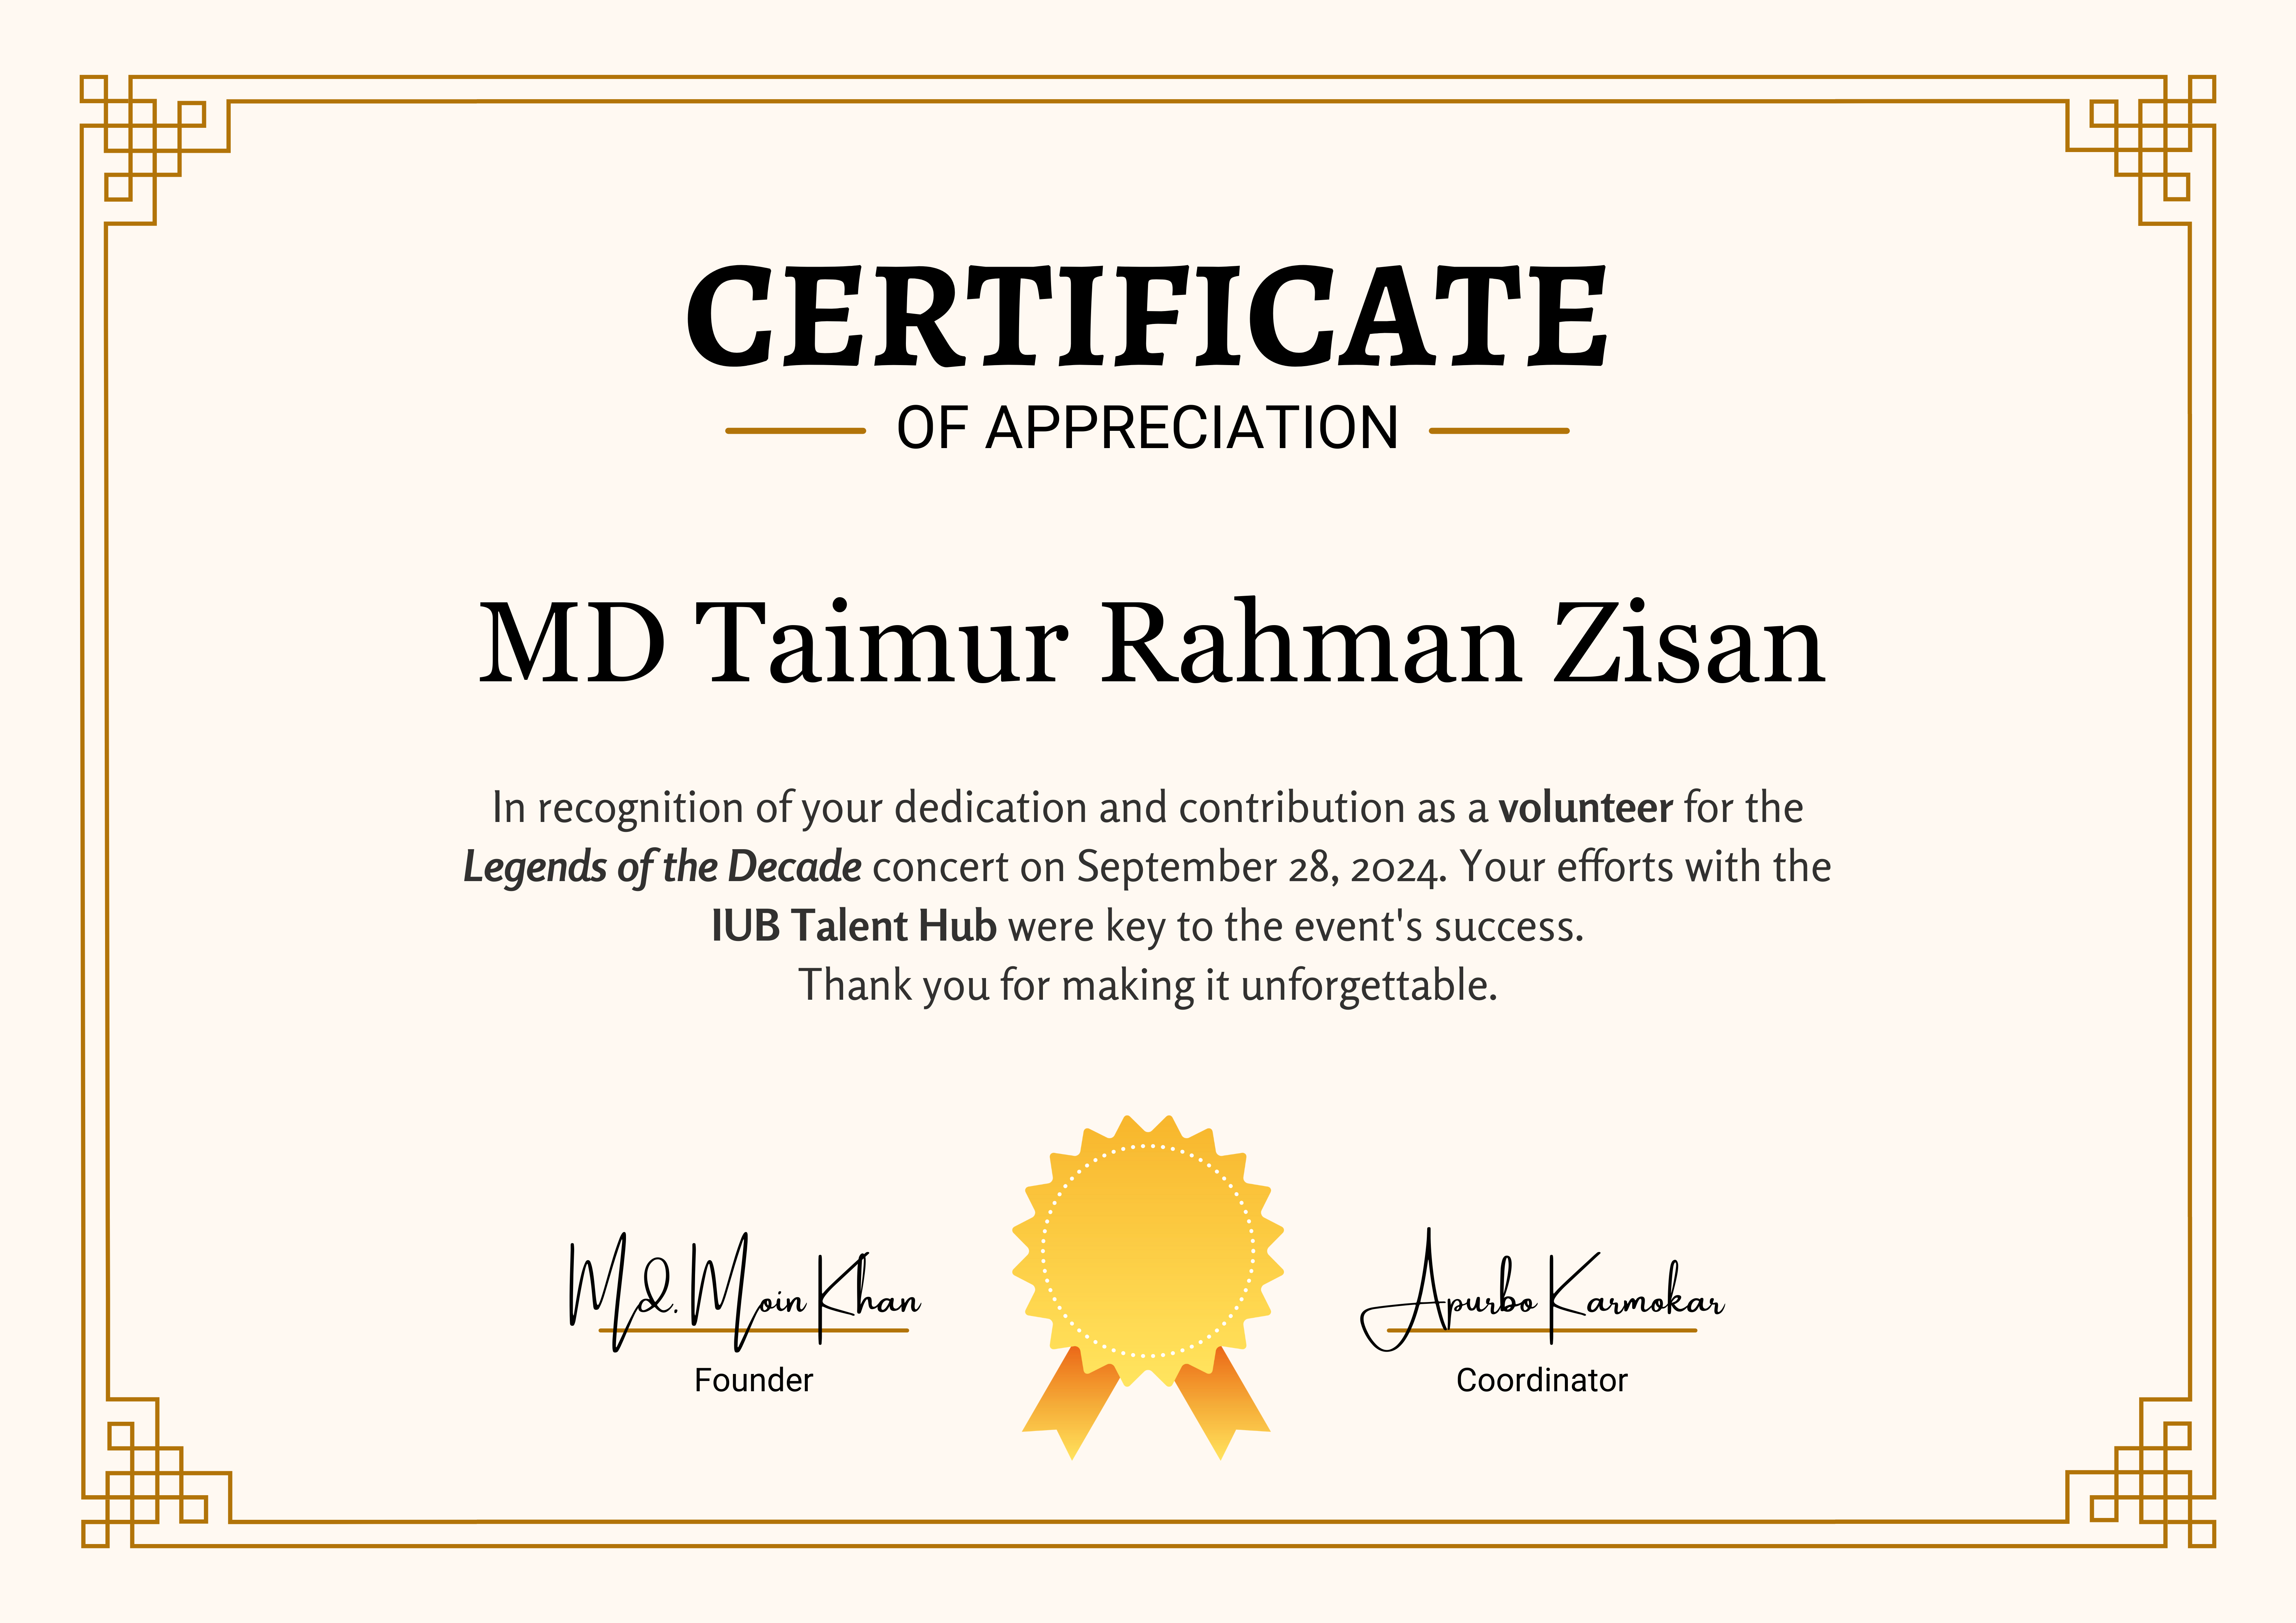 CERTIFICATE
OF APPRECIATION
MD Taimur Rahman Zisan
In recognition of your dedication and contribution as a volunteer for the
Legends of the Decade concert on September 28, 2024. Your efforts with the
IUB Talent Hub were key to the event's success.
Thank you for making it unforgettable.
Md. Moin Khan
Founder
Apurbo Karmokar
Coordinator